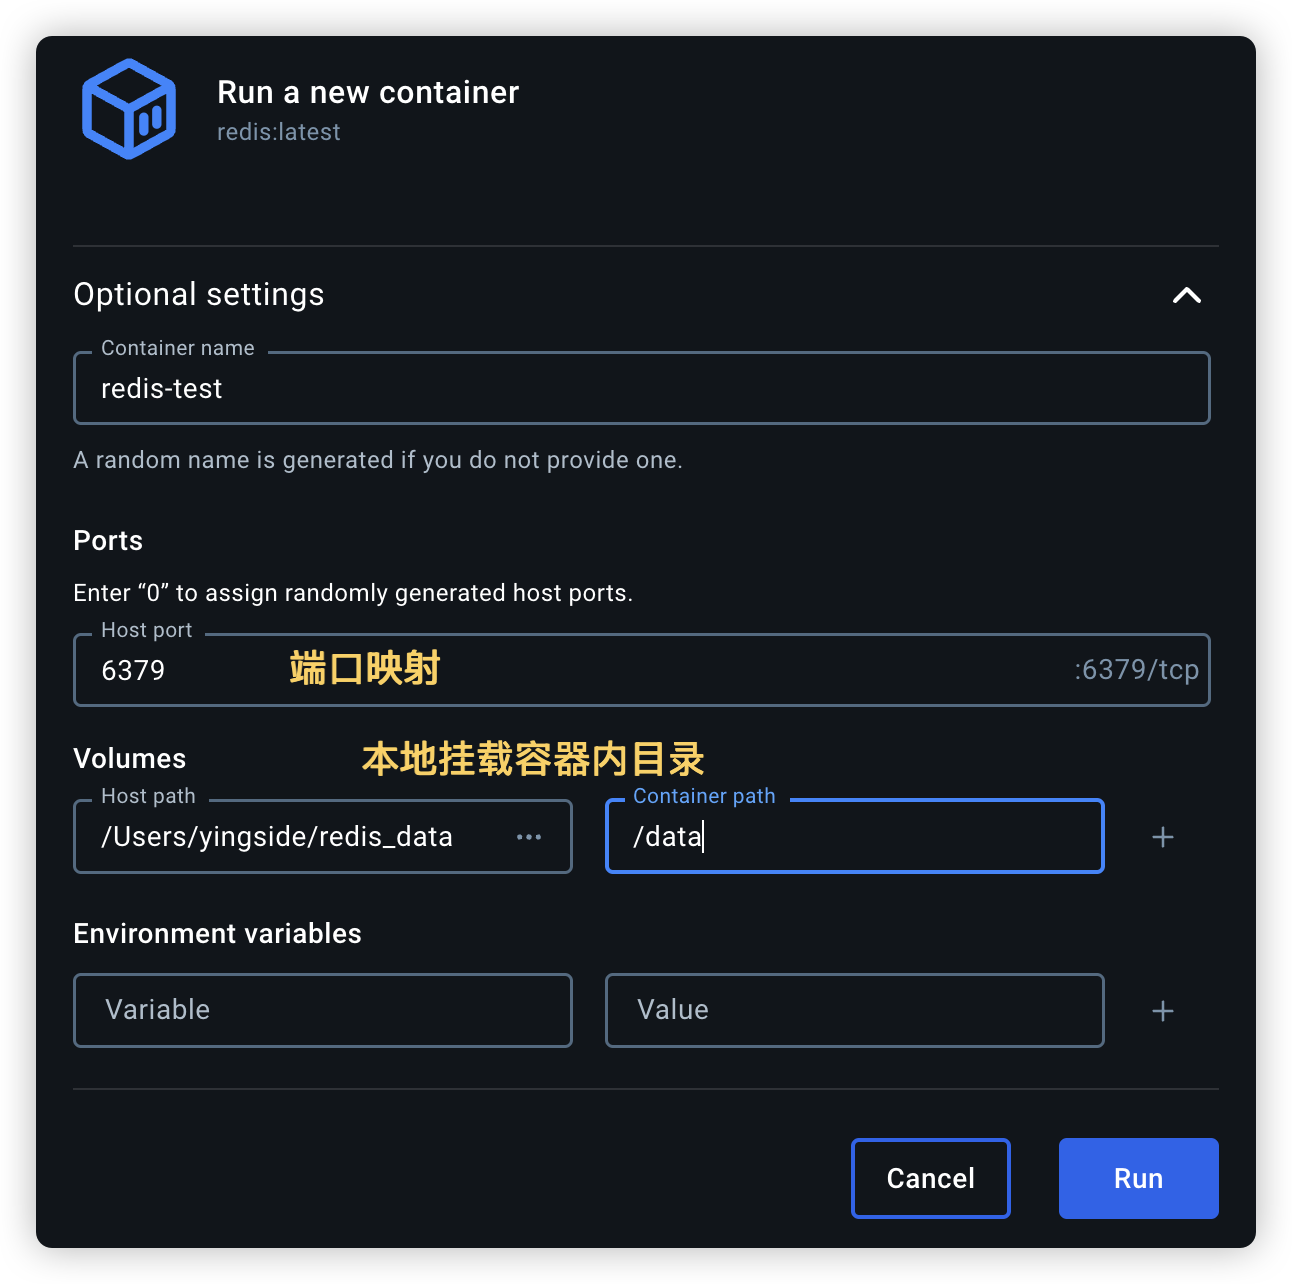 Run a new container
redis:latest
Optional settings
Container name
redis-test
A random name is generated if you do not provide one.
Ports
Enter “0” to assign randomly generated host ports.
Host port
6379 端口映射 :6379/tcp
Volumes 本地挂载容器内目录
Host path Container path
/Users/yingside/redis_data ··· /data +
Environment variables
Variable Value +
Cancel Run